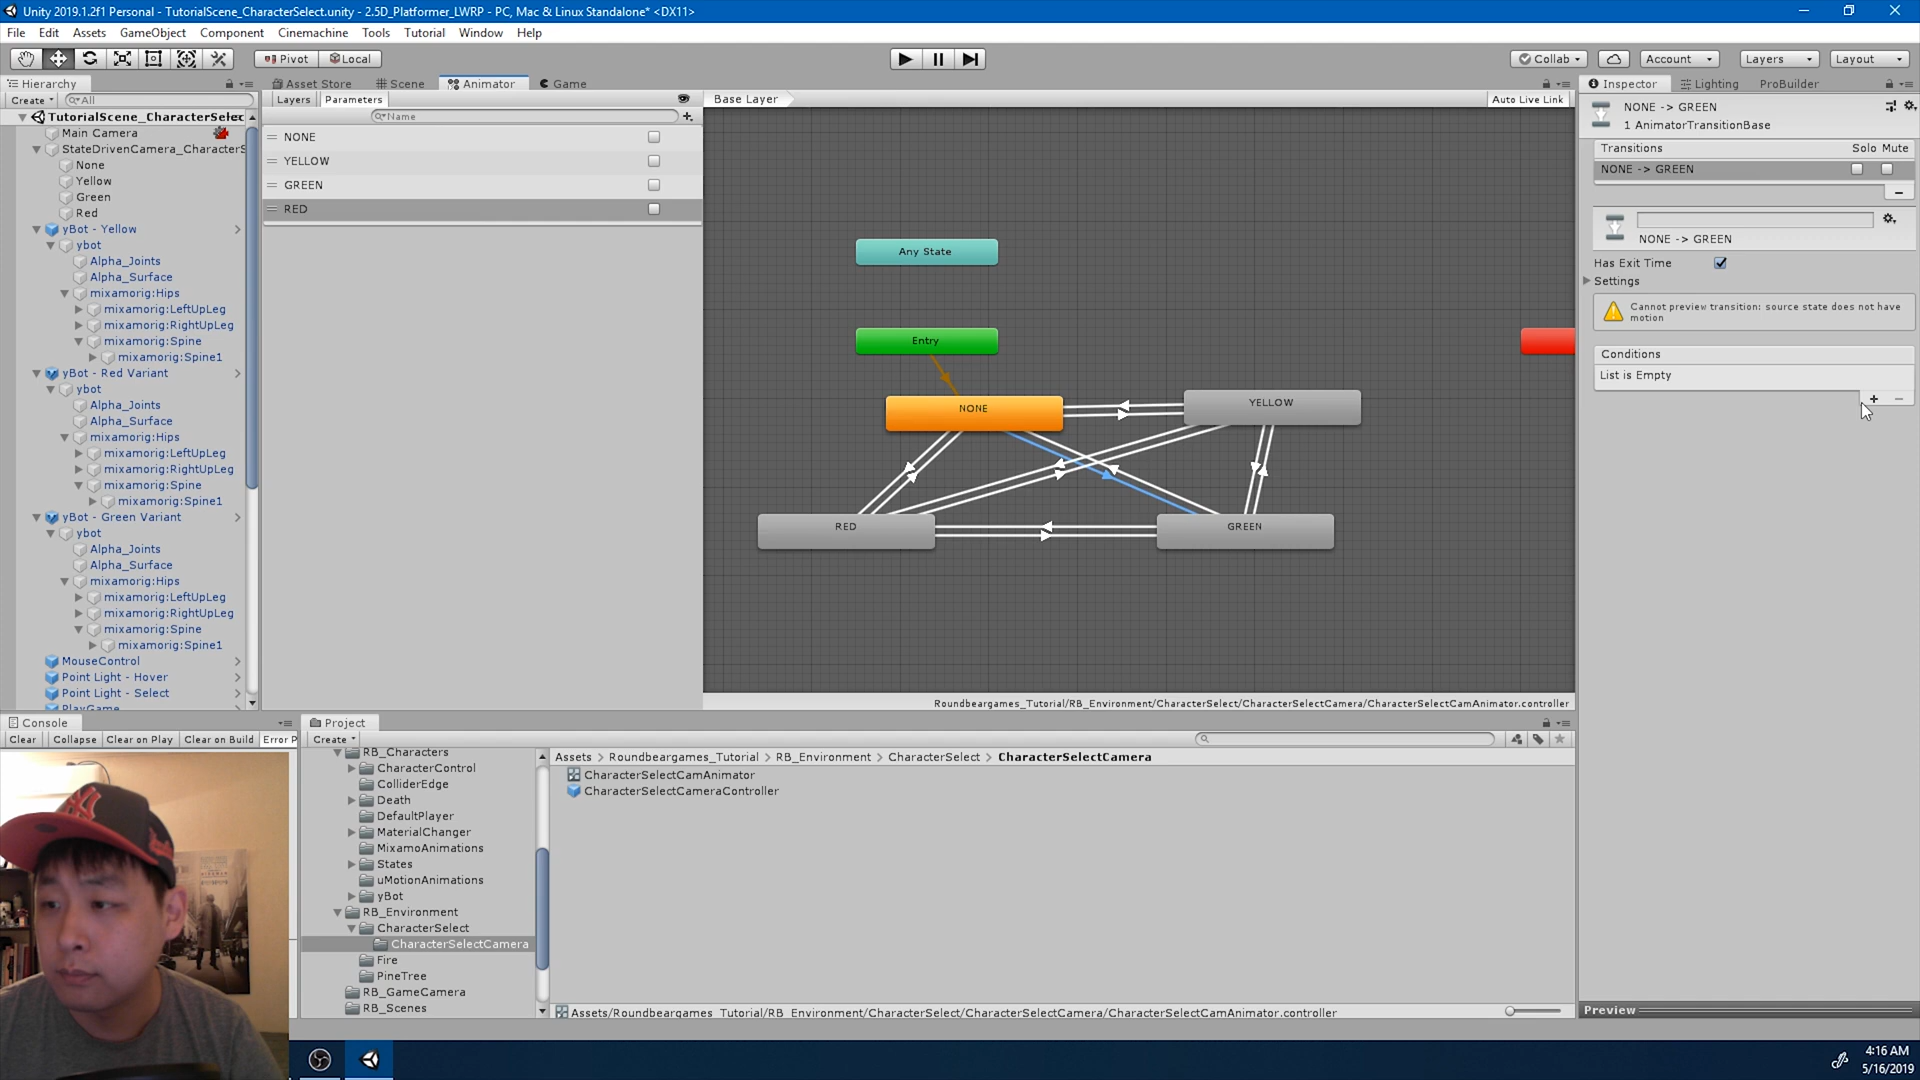 Unity 2019.1.2f1 Personal - TutorialScene_CharacterSelect.unity - 2.5D_Platformer_LWRP - PC, Mac & Linux Standalone* <DX11>
File Edit Assets GameObject Component Cinemachine Tools Tutorial Window Help
Pivot Local Collab Account Layers Layout
Hierarchy
Create All
TutorialScene_CharacterSelec
Main Camera
StateDrivenCamera_CharacterS
None
Yellow
Green
Red
yBot - Yellow
ybot
Alpha_Joints
Alpha_Surface
mixamorig:Hips
mixamorig:LeftUpLeg
mixamorig:RightUpLeg
mixamorig:Spine
mixamorig:Spine1
yBot - Red Variant
ybot
Alpha_Joints
Alpha_Surface
mixamorig:Hips
mixamorig:LeftUpLeg
mixamorig:RightUpLeg
mixamorig:Spine
mixamorig:Spine1
yBot - Green Variant
ybot
Alpha_Joints
Alpha_Surface
mixamorig:Hips
mixamorig:LeftUpLeg
mixamorig:RightUpLeg
mixamorig:Spine
mixamorig:Spine1
MouseControl
Point Light - Hover
Point Light - Select
PlayGame
Asset Store Scene Animator Game
Layers Parameters
Name
NONE
YELLOW
GREEN
RED
Base Layer
Auto Live Link
Any State
Entry
NONE
YELLOW
RED
GREEN
Roundbeargames_Tutorial/RB_Environment/CharacterSelect/CharacterSelectCamera/CharacterSelectCamAnimator.controller
Inspector Lighting ProBuilder
NONE -> GREEN
1 AnimatorTransitionBase
Transitions Solo Mute
NONE -> GREEN
NONE -> GREEN
Has Exit Time
Settings
Cannot preview transition: source state does not have
motion
Conditions
List is Empty
Preview
Console
Clear Collapse Clear on Play Clear on Build Error P
Project
Create
RB_Characters
CharacterControl
ColliderEdge
Death
DefaultPlayer
MaterialChanger
MixamoAnimations
States
uMotionAnimations
yBot
RB_Environment
CharacterSelect
CharacterSelectCamera
Fire
PineTree
RB_GameCamera
RB_Scenes
Assets > Roundbeargames_Tutorial > RB_Environment > CharacterSelect > CharacterSelectCamera
CharacterSelectCamAnimator
CharacterSelectCameraController
Assets/Roundbeargames_Tutorial/RB_Environment/CharacterSelect/CharacterSelectCamera/CharacterSelectCamAnimator.controller
4:16 AM
5/16/2019